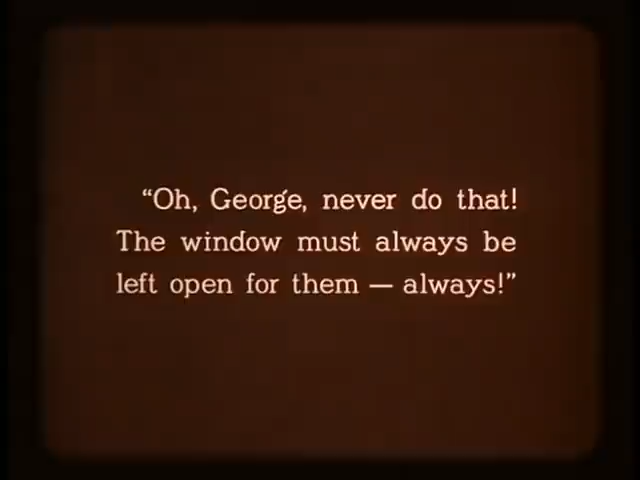 “Oh, George, never do that!
The window must always be
left open for them — always!”